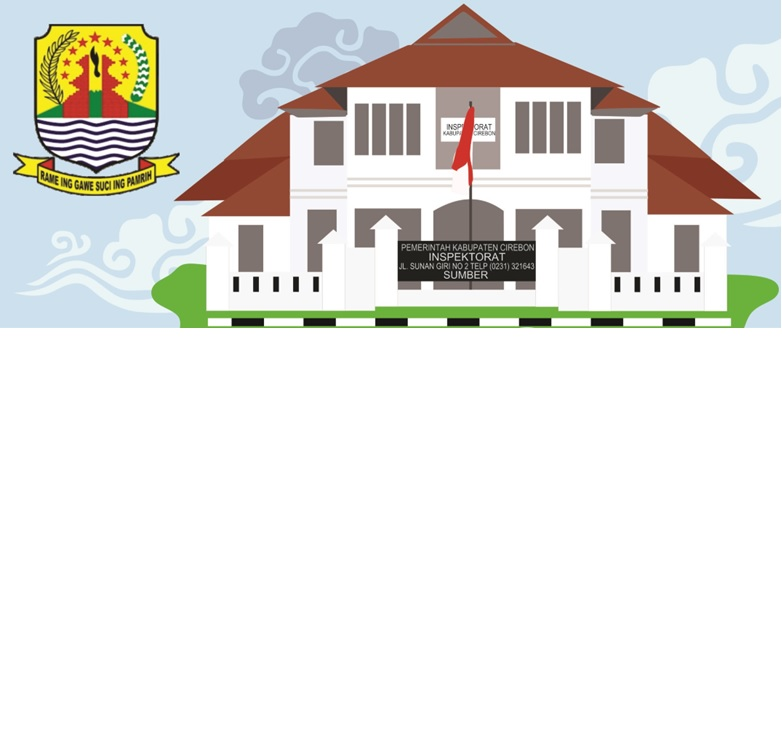 RAME ING GAWE SUCI ING PAMRIH
INSPEKTORAT
KABUPATEN CIREBON
PEMERINTAH KABUPATEN CIREBON
INSPEKTORAT
JL. SUNAN GIRI NO 2 TELP (0231) 321643
SUMBER